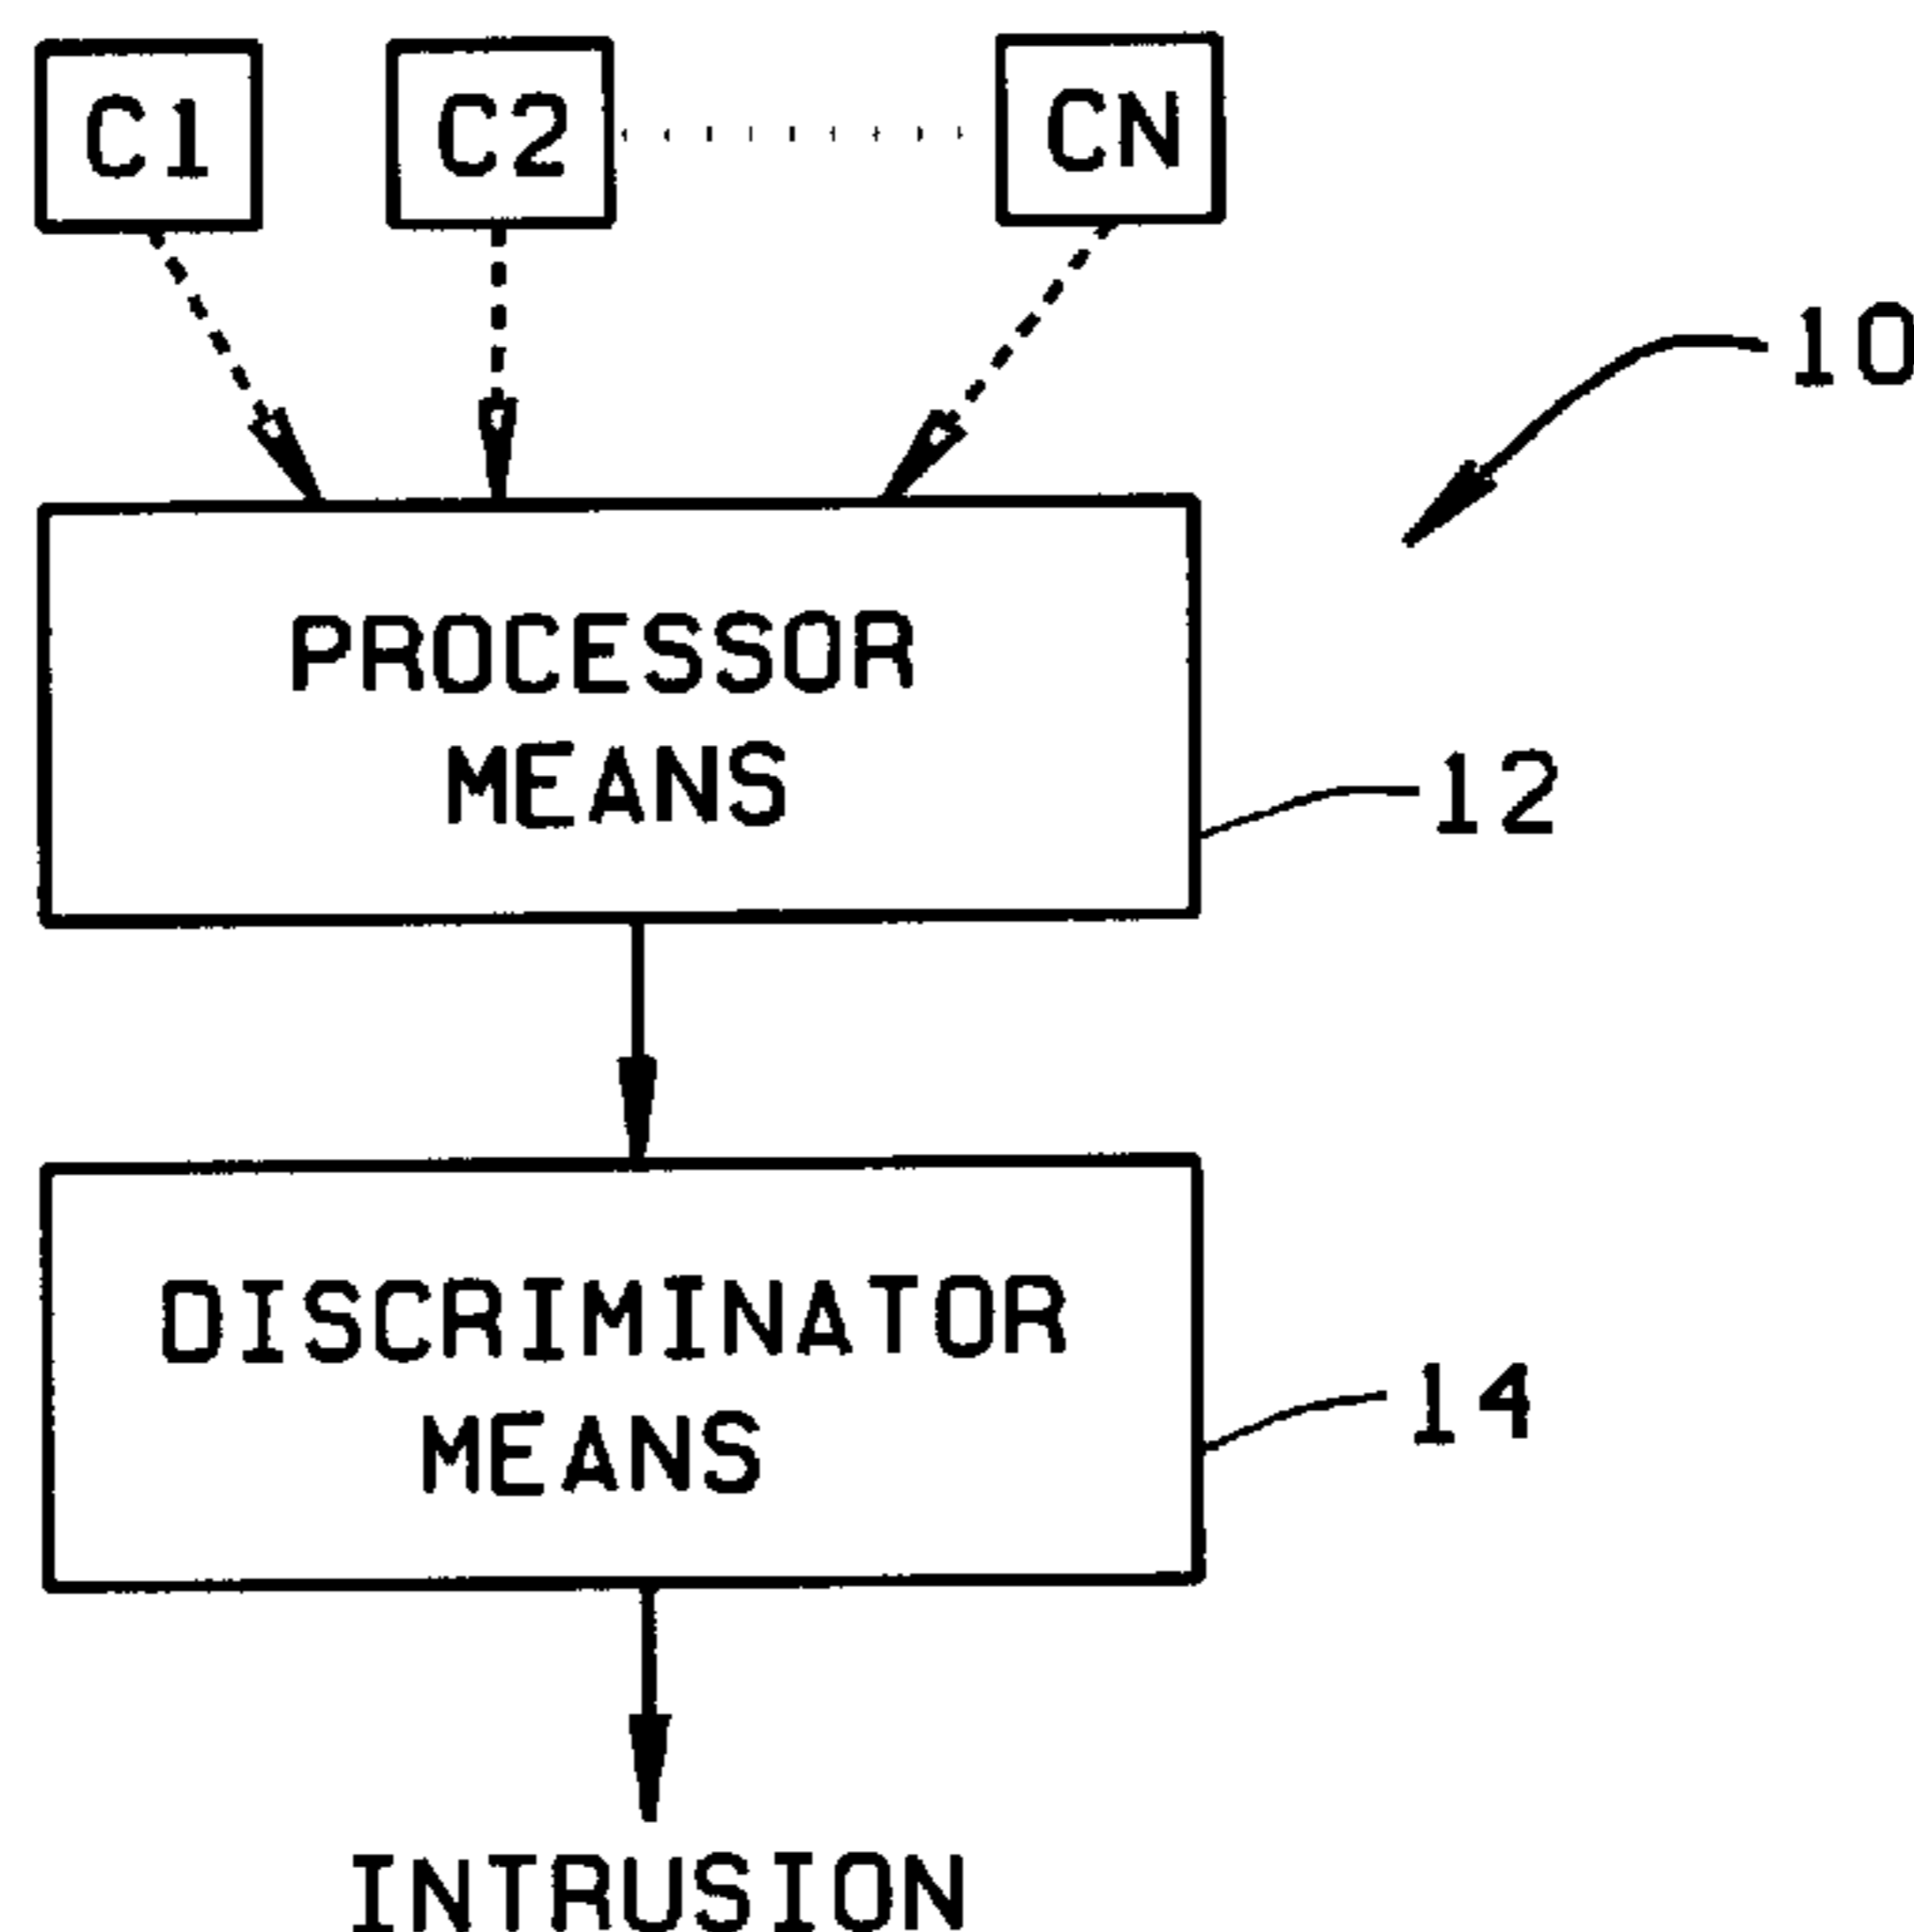 C1 C2 CN
10
PROCESSOR
MEANS
12
DISCRIMINATOR
MEANS
14
INTRUSION